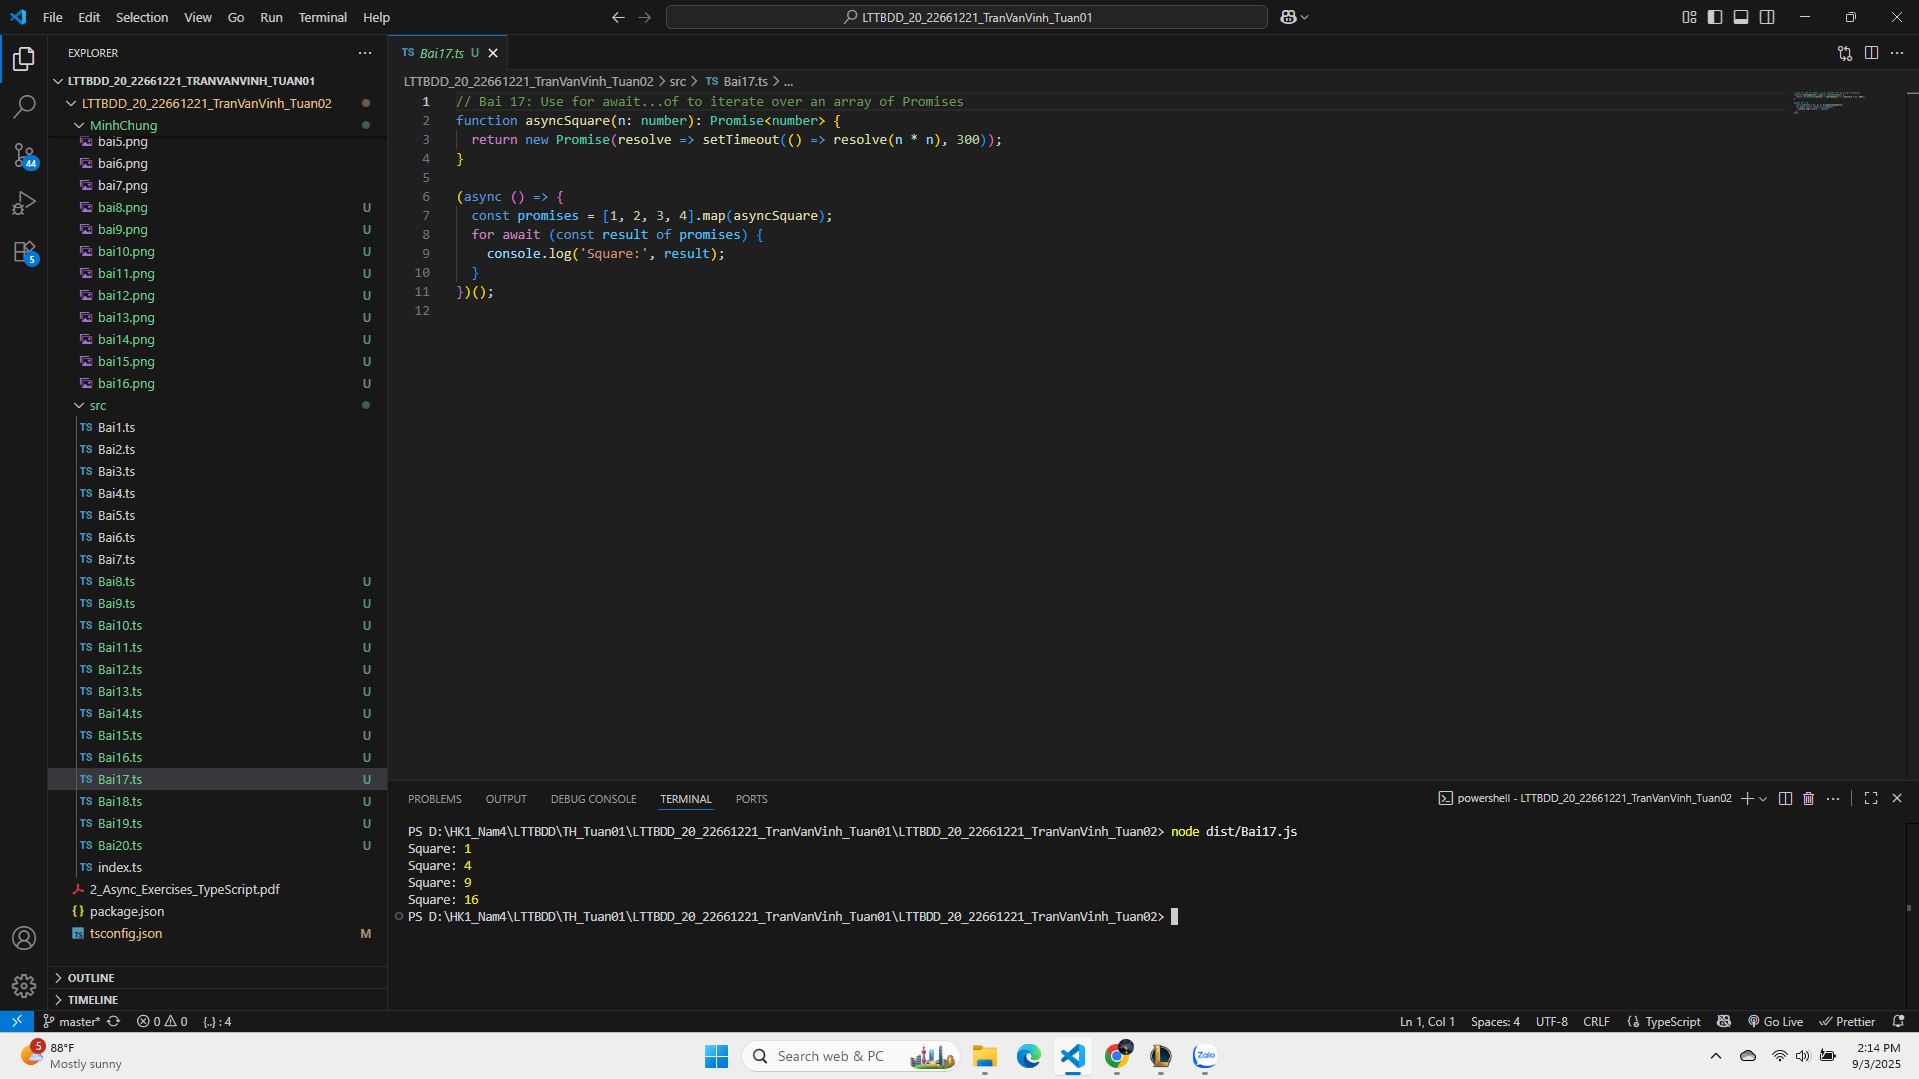 File Edit Selection View Go Run Terminal Help
LTTBDD_20_22661221_TranVanVinh_Tuan01
EXPLORER
LTTBDD_20_22661221_TRANVANVINH_TUAN01
LTTBDD_20_22661221_TranVanVinh_Tuan02
MinhChung
bai5.png
bai6.png
bai7.png
bai8.png U
bai9.png U
bai10.png U
bai11.png U
bai12.png U
bai13.png U
bai14.png U
bai15.png U
bai16.png U
src
TS Bai1.ts
TS Bai2.ts
TS Bai3.ts
TS Bai4.ts
TS Bai5.ts
TS Bai6.ts
TS Bai7.ts
TS Bai8.ts U
TS Bai9.ts U
TS Bai10.ts U
TS Bai11.ts U
TS Bai12.ts U
TS Bai13.ts U
TS Bai14.ts U
TS Bai15.ts U
TS Bai16.ts U
TS Bai17.ts U
TS Bai18.ts U
TS Bai19.ts U
TS Bai20.ts U
TS index.ts
2_Async_Exercises_TypeScript.pdf
{} package.json
TS tsconfig.json M
OUTLINE
TIMELINE
44
5
TS Bai17.ts U
LTTBDD_20_22661221_TranVanVinh_Tuan02 > src > TS Bai17.ts > ...
1 // Bai 17: Use for await...of to iterate over an array of Promises
2 function asyncSquare(n: number): Promise<number> {
3 return new Promise(resolve => setTimeout(() => resolve(n * n), 300));
4 }
5
6 (async () => {
7 const promises = [1, 2, 3, 4].map(asyncSquare);
8 for await (const result of promises) {
9 console.log('Square:', result);
10 }
11 })();
12
PROBLEMS OUTPUT DEBUG CONSOLE TERMINAL PORTS
powershell - LTTBDD_20_22661221_TranVanVinh_Tuan02
PS D:\HK1_Nam4\LTTBDD\TH_Tuan01\LTTBDD_20_22661221_TranVanVinh_Tuan01\LTTBDD_20_22661221_TranVanVinh_Tuan02> node dist/Bai17.js
Square: 1
Square: 4
Square: 9
Square: 16
PS D:\HK1_Nam4\LTTBDD\TH_Tuan01\LTTBDD_20_22661221_TranVanVinh_Tuan01\LTTBDD_20_22661221_TranVanVinh_Tuan02>
master* 0 0 {..} : 4
Ln 1, Col 1 Spaces: 4 UTF-8 CRLF {} TypeScript Go Live Prettier
5
88°F
Mostly sunny
Search web & PC
Zalo
2:14 PM
9/3/2025